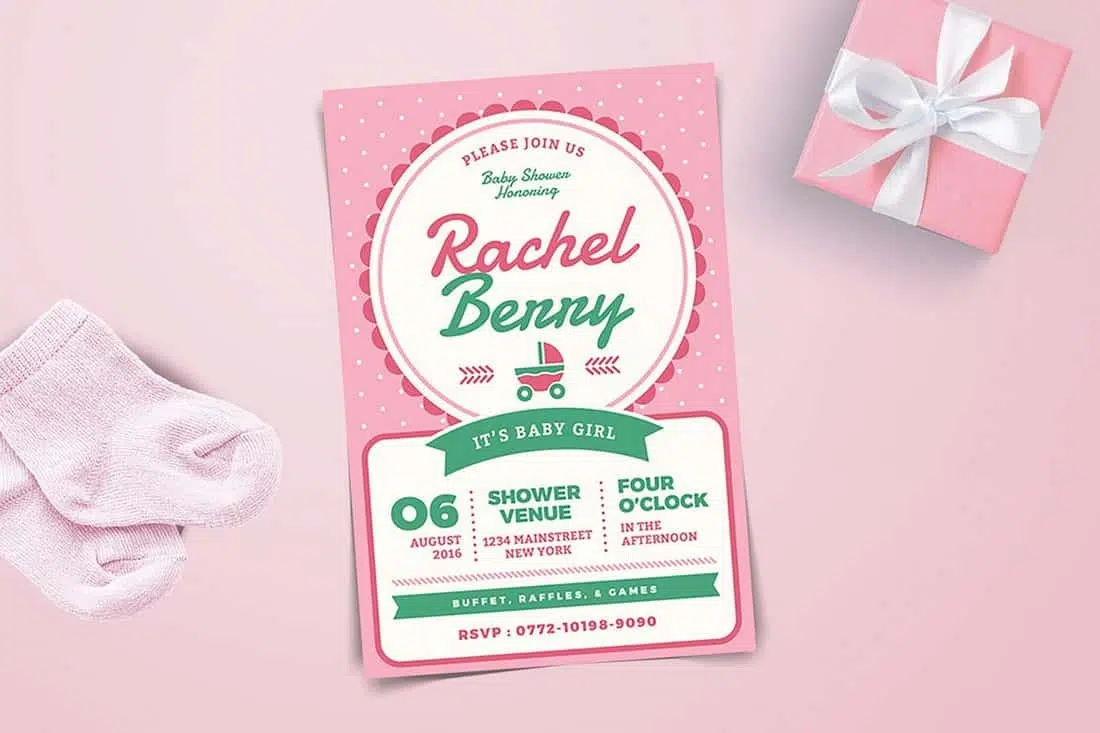 PLEASE JOIN US
Baby Shower
Honoring
Rachel
Benny
IT'S BABY GIRL
06
AUGUST
2016
SHOWER
VENUE
1234 MAINSTREET
NEW YORK
FOUR
O'CLOCK
IN THE
AFTERNOON
BUFFET, RAFFLES, & GAMES
RSVP : 0772-10198-9090